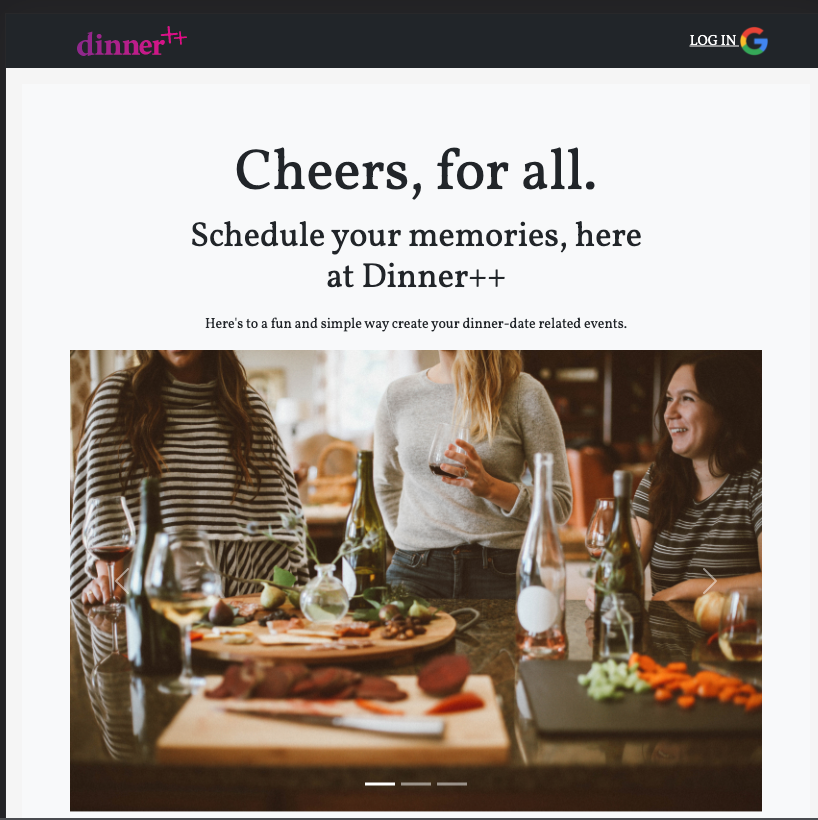 dinner++
LOG IN
Cheers, for all.
Schedule your memories, here
at Dinner++
Here's to a fun and simple way create your dinner-date related events.